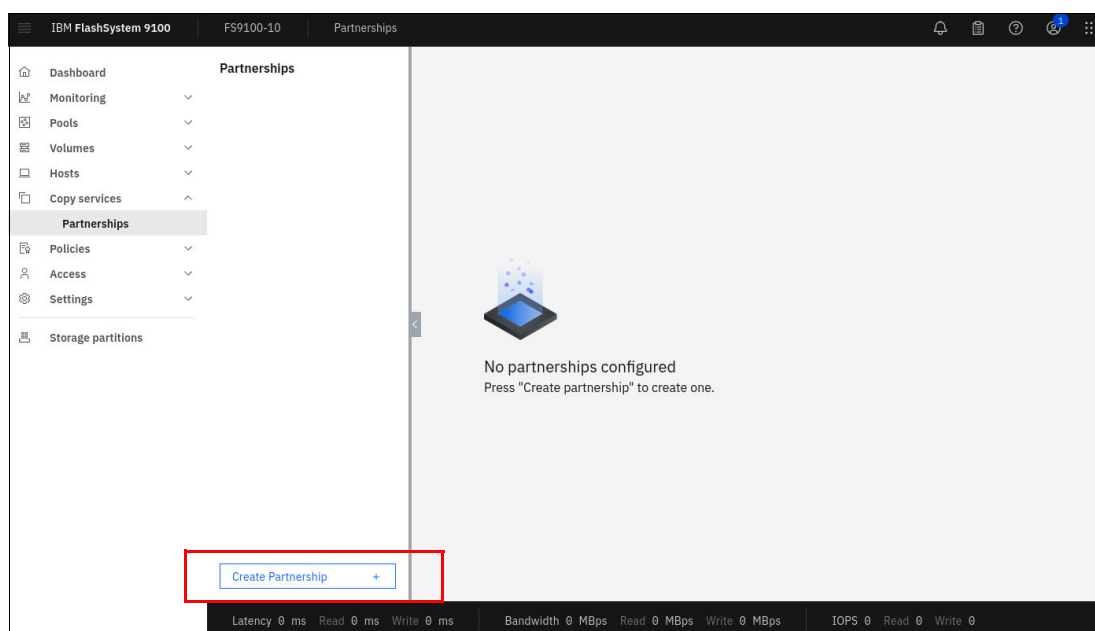 IBM FlashSystem 9100 FS9100-10 Partnerships 1
Dashboard
Monitoring
Pools
Volumes
Hosts
Copy services
Partnerships
Policies
Access
Settings
Storage partitions
Partnerships
Create Partnership +
No partnerships configured
Press "Create partnership" to create one.
Latency 0 ms Read 0 ms Write 0 ms Bandwidth 0 MBps Read 0 MBps Write 0 MBps IOPS 0 Read 0 Write 0